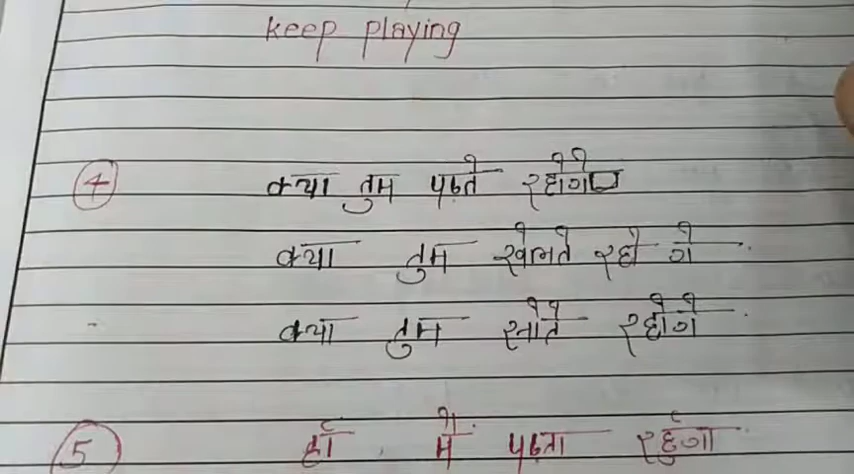 keep playing
4 क्या तुम पढ़ते रहोगे
क्या तुम खेलते रहो गे
क्या तुम खाते रहोगे
5 हाँ मैं पढ़ता रहुंगा